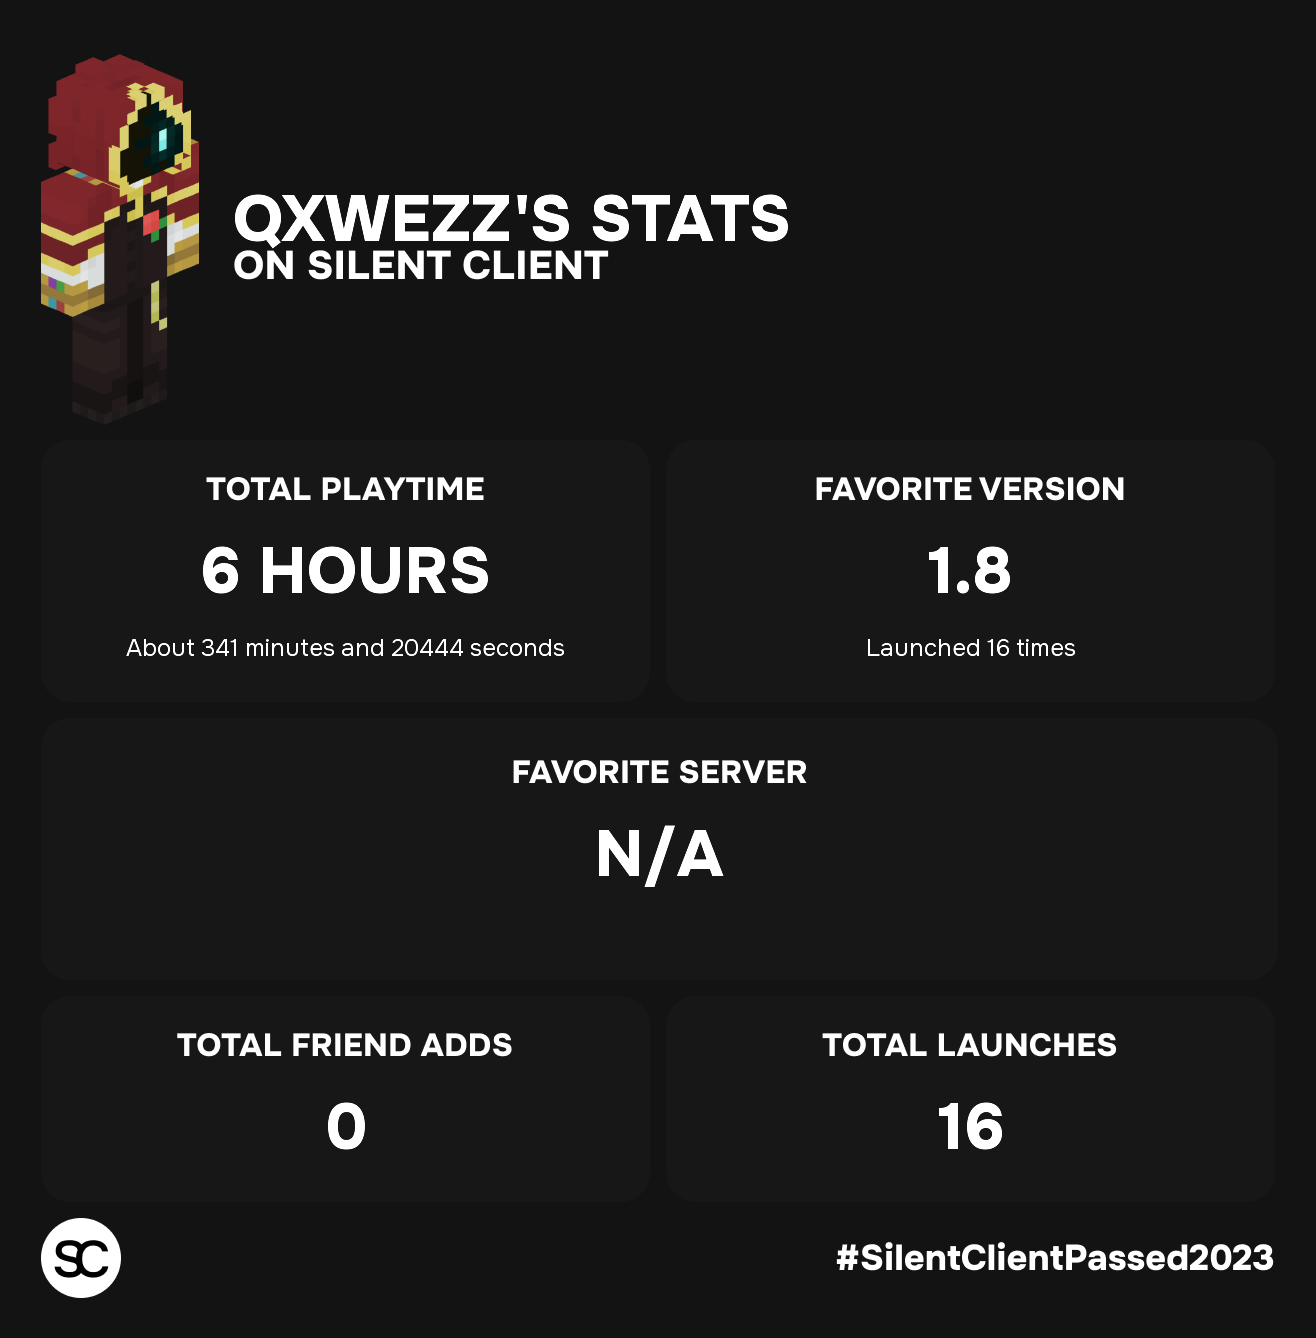 QXWEZZ'S STATS
ON SILENT CLIENT
TOTAL PLAYTIME
6 HOURS
About 341 minutes and 20444 seconds
FAVORITE VERSION
1.8
Launched 16 times
FAVORITE SERVER
N/A
TOTAL FRIEND ADDS
0
TOTAL LAUNCHES
16
SC
#SilentClientPassed2023